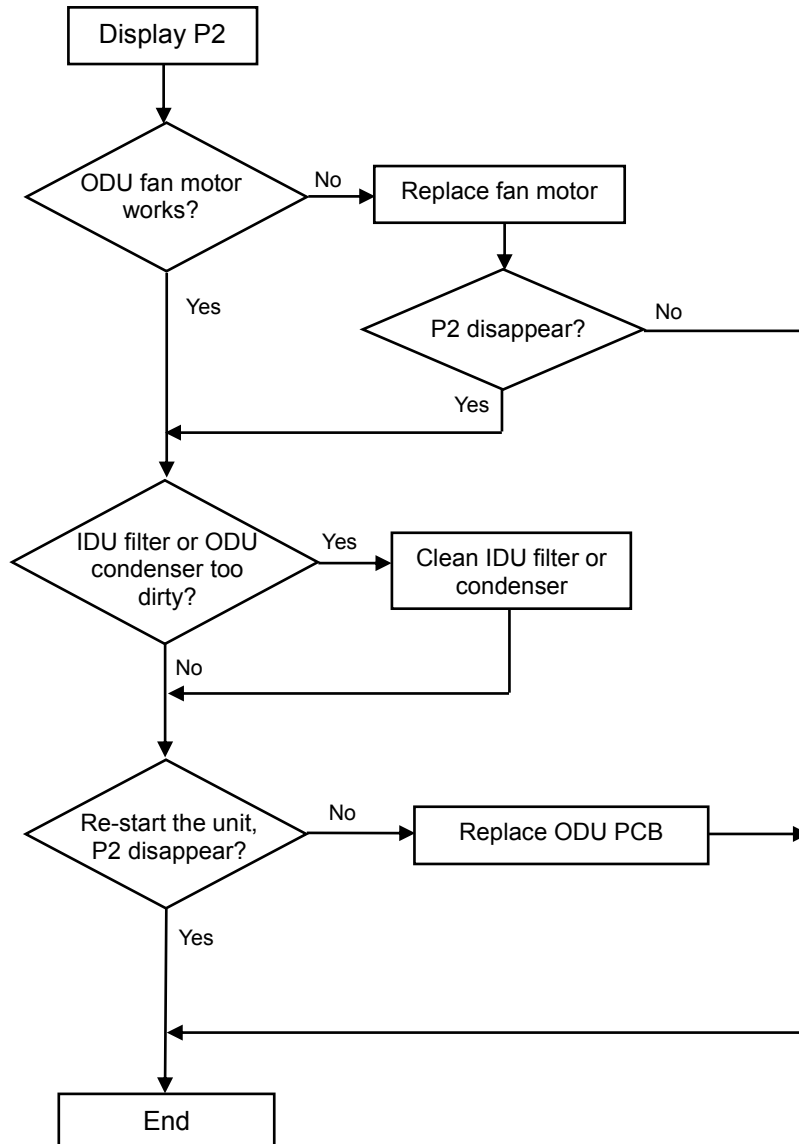 Display P2
ODU fan motor
works?
No
Replace fan motor
Yes
P2 disappear?
No
Yes
IDU filter or ODU
condenser too
dirty?
Yes
Clean IDU filter or
condenser
No
Re-start the unit,
P2 disappear?
No
Replace ODU PCB
Yes
End